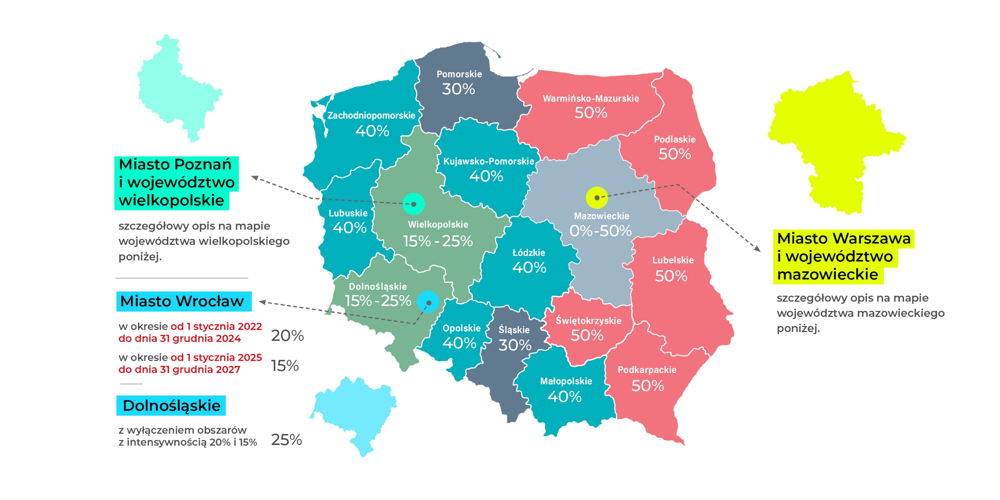 Miasto Poznań
i województwo
wielkopolskie
szczegółowy opis na mapie
województwa wielkopolskiego
poniżej.
Miasto Wrocław
w okresie od 1 stycznia 2022
do dnia 31 grudnia 2024
20%
w okresie od 1 stycznia 2025
do dnia 31 grudnia 2027
15%
Dolnośląskie
z wyłączeniem obszarów
z intensywnością 20% i 15%
25%
Pomorskie
30%
Warmińsko-Mazurskie
50%
Zachodniopomorskie
40%
Podlaskie
50%
Kujawsko-Pomorskie
40%
Lubuskie
40%
Wielkopolskie
15% - 25%
Mazowieckie
0%-50%
Łódzkie
40%
Lubelskie
50%
Dolnośląskie
15% - 25%
Opolskie
40%
Śląskie
30%
Świętokrzyskie
50%
Małopolskie
40%
Podkarpackie
50%
Miasto Warszawa
i województwo
mazowieckie
szczegółowy opis na mapie
województwa mazowieckiego
poniżej.